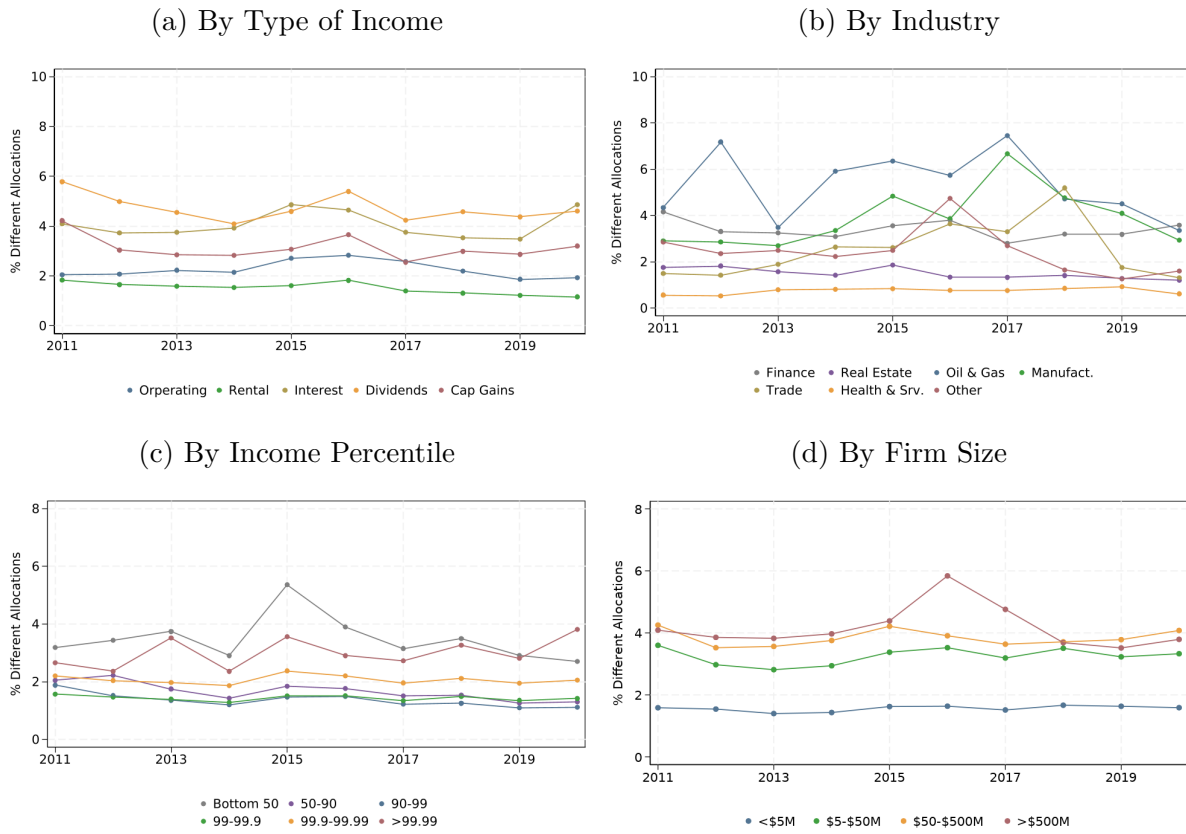 (a) By Type of Income
% Different Allocations
10
8
6
4
2
0
2011 2013 2015 2017 2019
Orperating Rental Interest Dividends Cap Gains
(b) By Industry
% Different Allocations
10
8
6
4
2
0
2011 2013 2015 2017 2019
Finance Real Estate Oil & Gas Manufact.
Trade Health & Srv. Other
(c) By Income Percentile
% Different Allocations
8
6
4
2
0
2011 2013 2015 2017 2019
Bottom 50 50-90 90-99
99-99.9 99.9-99.99 >99.99
(d) By Firm Size
% Different Allocations
8
6
4
2
0
2011 2013 2015 2017 2019
<$5M $5-$50M $50-$500M >$500M